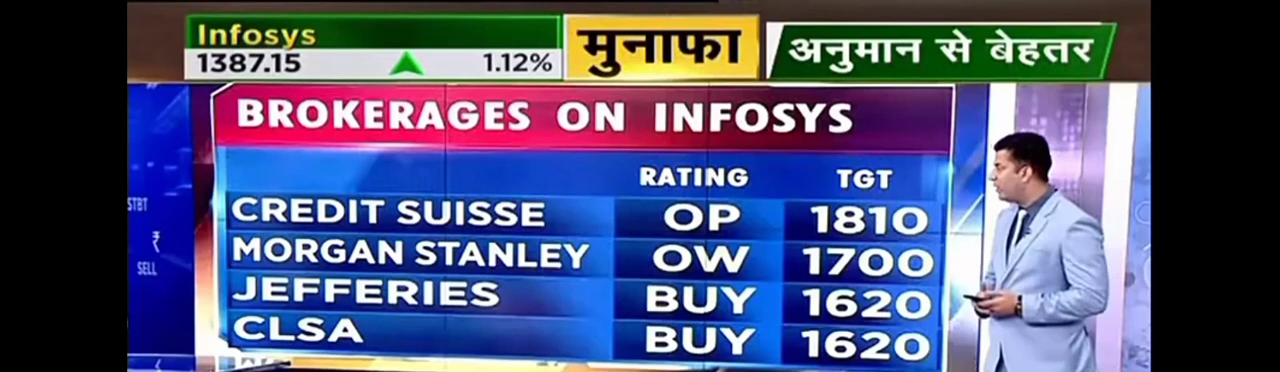 Infosys
1387.15 ▲ 1.12%
मुनाफा
अनुमान से बेहतर
BROKERAGES ON INFOSYS
RATING TGT
CREDIT SUISSE OP 1810
MORGAN STANLEY OW 1700
JEFFERIES BUY 1620
CLSA BUY 1620
STBT
₹
SELL